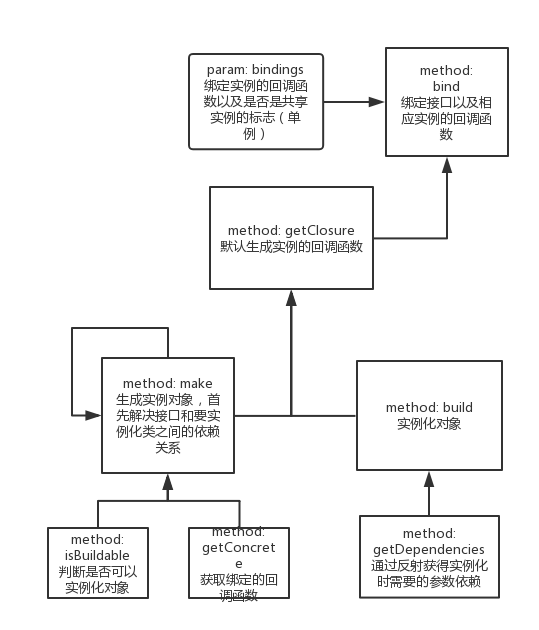 param: bindings
绑定实例的回调函
数以及是否是共享
实例的标志（单
例）
method:
bind
绑定接口以及相
应实例的回调函
数
method: getClosure
默认生成实例的回调函数
method: make
生成实例对象，首
先解决接口和要实
例化类之间的依赖
关系
method: build
实例化对象
method:
isBuildable
判断是否可以
实例化对象
method:
getConcret
e
获取绑定的回
调函数
method:
getDependencies
通过反射获得实例化
时需要的参数依赖